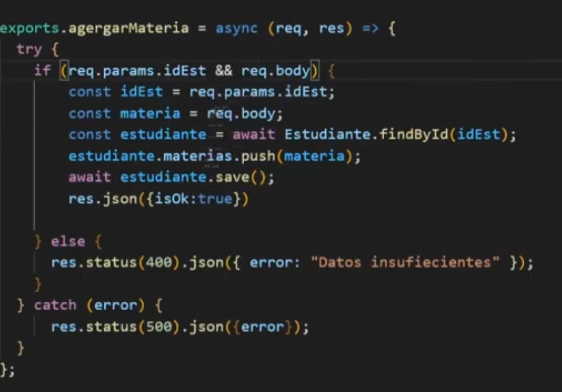 exports.agergarMateria = async (req, res) => {
try {
if (req.params.idEst && req.body) {
const idEst = req.params.idEst;
const materia = req.body;
const estudiante = await Estudiante.findById(idEst);
estudiante.materias.push(materia);
await estudiante.save();
res.json({isOk:true})
} else {
res.status(400).json({ error: "Datos insufiecientes" });
}
} catch (error) {
res.status(500).json({error});
}
};